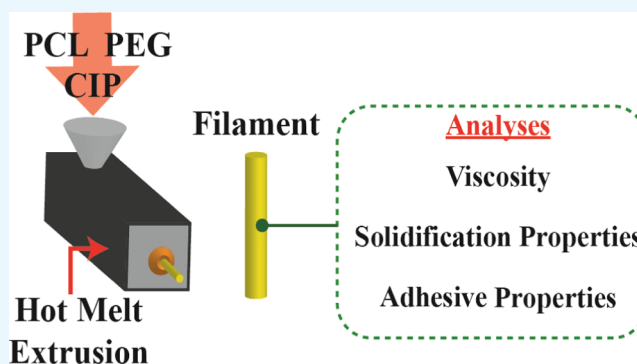 PCL PEG
CIP
Filament
Hot Melt
Extrusion
Analyses
Viscosity
Solidification Properties
Adhesive Properties